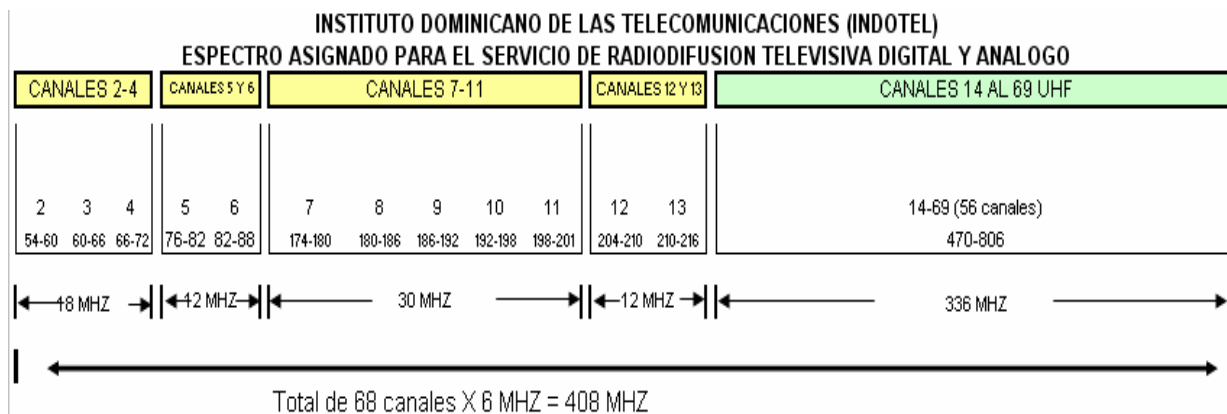 INSTITUTO DOMINICANO DE LAS TELECOMUNICACIONES (INDOTEL)
ESPECTRO ASIGNADO PARA EL SERVICIO DE RADIODIFUSION TELEVISIVA DIGITAL Y ANALOGO
CANALES 2-4 CANALES 5 Y 6 CANALES 7-11 CANALES 12 Y 13 CANALES 14 AL 69 UHF
2 3 4 5 6 7 8 9 10 11 12 13 14-69 (56 canales)
54-60 60-66 66-72 76-82 82-88 174-180 180-186 186-192 192-198 198-201 204-210 210-216 470-806
18 MHZ 12 MHZ 30 MHZ 12 MHZ 336 MHZ
Total de 68 canales X 6 MHZ = 408 MHZ